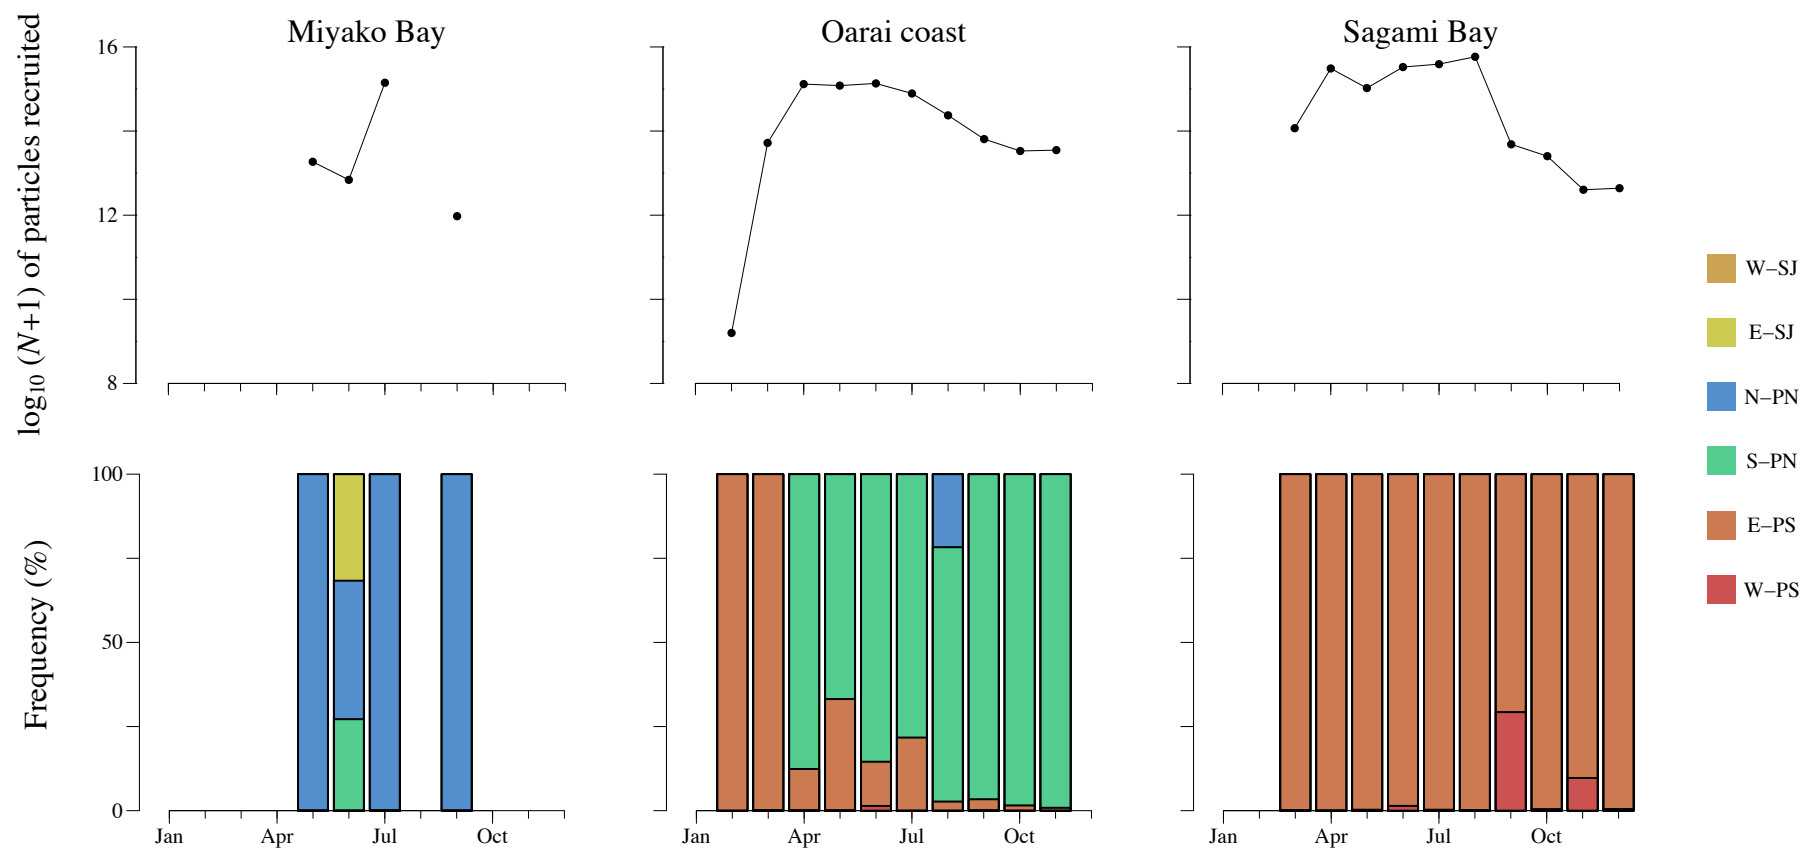 Miyako Bay
Oarai coast
Sagami Bay
log10 (N+1) of particles recruited
16
12
8
W–SJ
E–SJ
N–PN
S–PN
E–PS
W–PS
Frequency (%)
100
50
0
Jan Apr Jul Oct
Jan Apr Jul Oct
Jan Apr Jul Oct